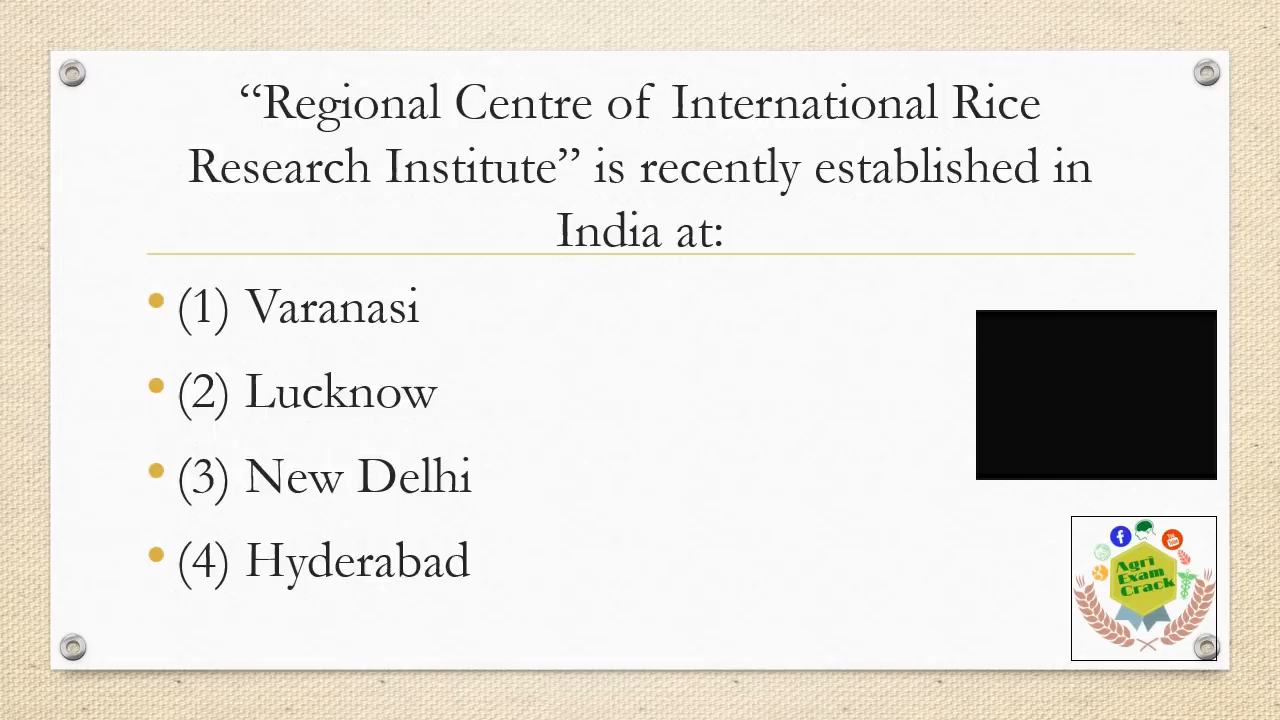 “Regional Centre of International Rice
Research Institute” is recently established in
India at:
• (1) Varanasi
• (2) Lucknow
• (3) New Delhi
• (4) Hyderabad
Agri
Exam
Crack